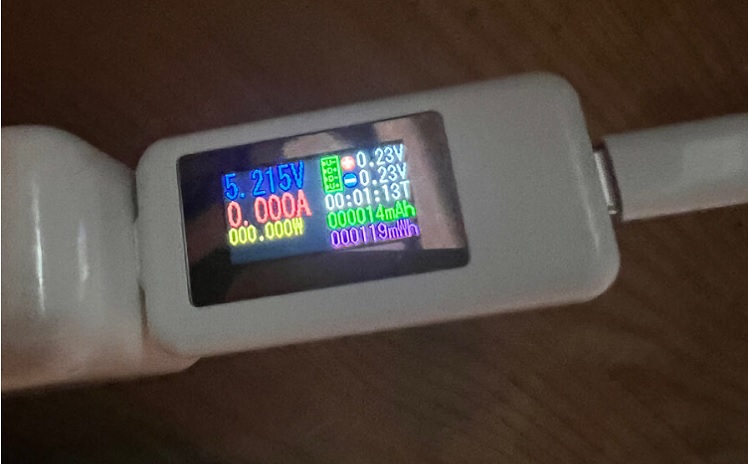 5.215V
0.000A
000.000W
U-
D+
D-
U+
+0.23V
-0.23V
00:01:13T
000014mAh
000119mWh